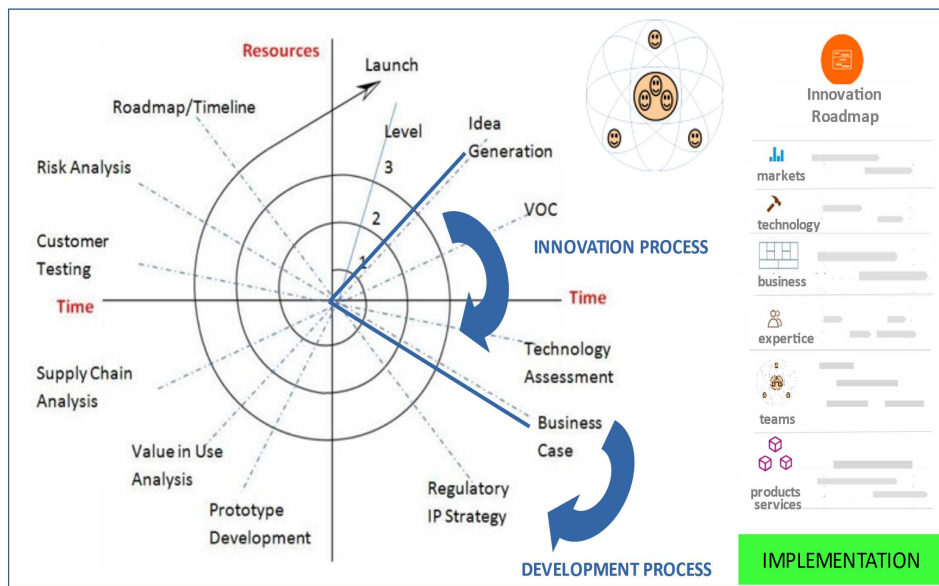 Resources
Launch
Roadmap/Timeline
Level
Idea
Generation
Risk Analysis
3
VOC
2
Customer
Testing
1
INNOVATION PROCESS
Time
Time
Technology
Assessment
Supply Chain
Analysis
Business
Case
Value in Use
Analysis
Regulatory
IP Strategy
Prototype
Development
DEVELOPMENT PROCESS
Innovation
Roadmap
markets
technology
business
expertice
teams
products
services
IMPLEMENTATION